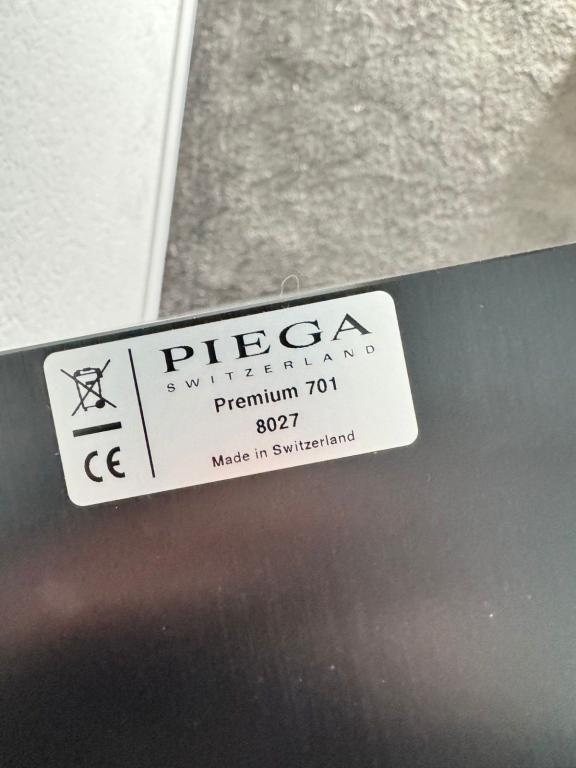 PIEGA
SWITZERLAND
Premium 701
8027
Made in Switzerland
CE